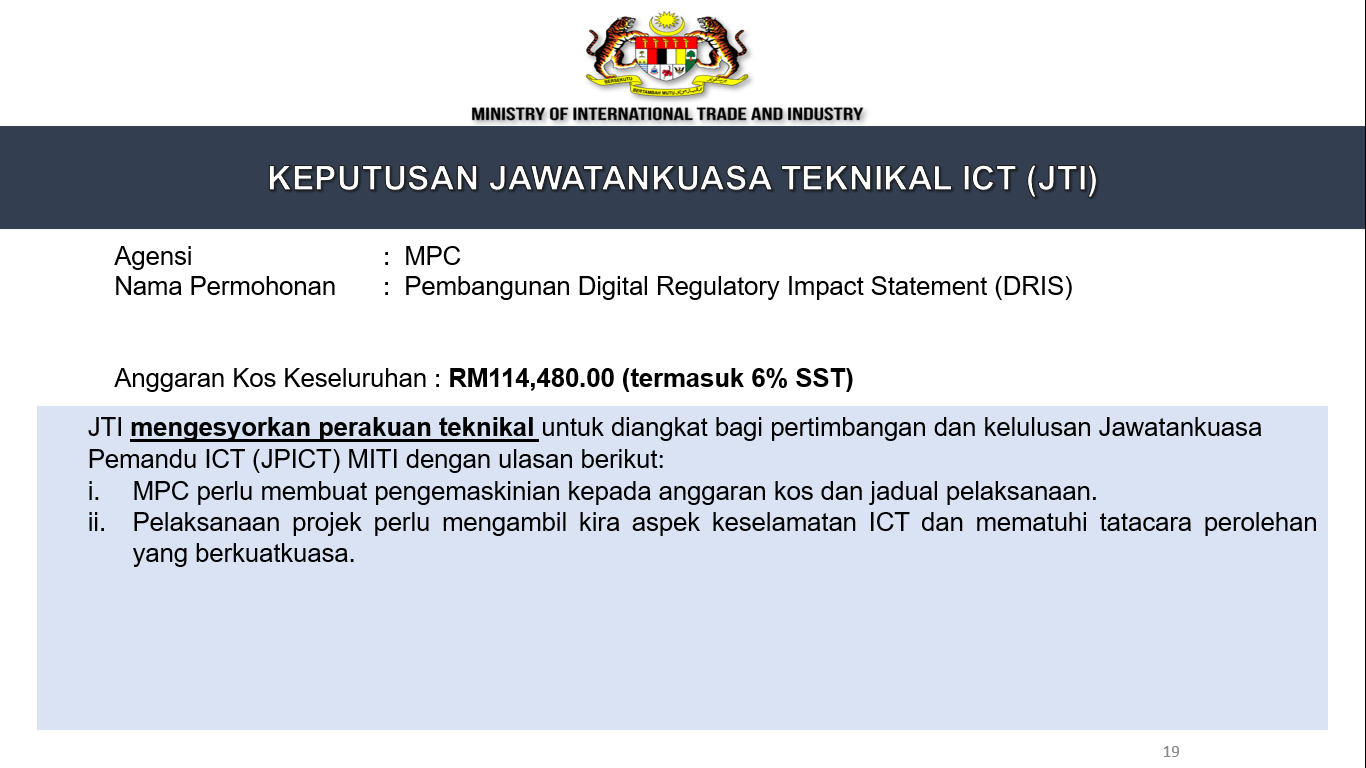 BERSEKUTU BERTAMBAH MUTU
MINISTRY OF INTERNATIONAL TRADE AND INDUSTRY
KEPUTUSAN JAWATANKUASA TEKNIKAL ICT (JTI)
Agensi : MPC
Nama Permohonan : Pembangunan Digital Regulatory Impact Statement (DRIS)
Anggaran Kos Keseluruhan : RM114,480.00 (termasuk 6% SST)
JTI mengesyorkan perakuan teknikal untuk diangkat bagi pertimbangan dan kelulusan Jawatankuasa
Pemandu ICT (JPICT) MITI dengan ulasan berikut:
i. MPC perlu membuat pengemaskinian kepada anggaran kos dan jadual pelaksanaan.
ii. Pelaksanaan projek perlu mengambil kira aspek keselamatan ICT dan mematuhi tatacara perolehan
yang berkuatkuasa.
19